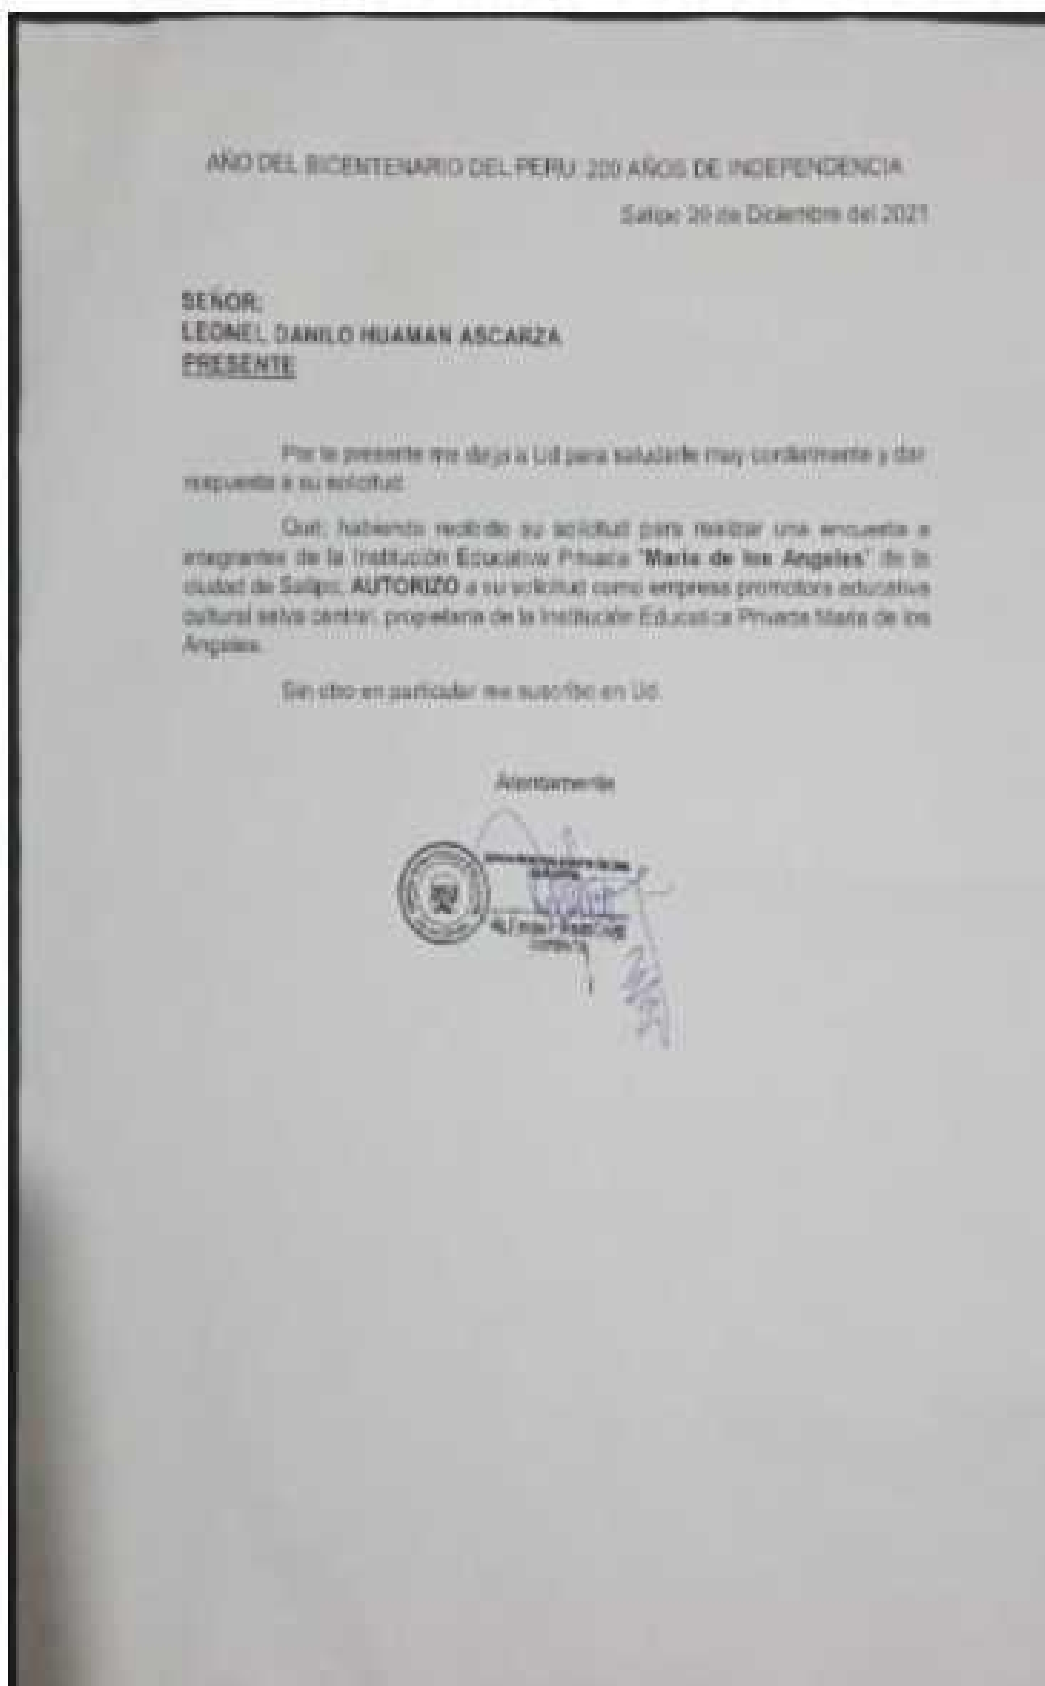 AÑO DEL BICENTENARIO DEL PERU: 200 AÑOS DE INDEPENDENCIA
Satipo 20 de Diciembre del 2021
SEÑOR:
LEONEL DANILO HUAMAN ASCARZA
PRESENTE
Por la presente me dirijo a Ud para saludarle muy cordialmente y dar
respuesta a su solicitud.
Que, habiendo recibido su solicitud para realizar una encuesta a
integrantes de la Institución Educativa Privada "María de los Angeles" de la
ciudad de Satipo, AUTORIZO a su solicitud como empresa promotora educativa
cultural selva central, propietaria de la Institución Educatica Privada María de los
Angeles.
Sin otro en particular me suscribo en Ud.
Atentamente